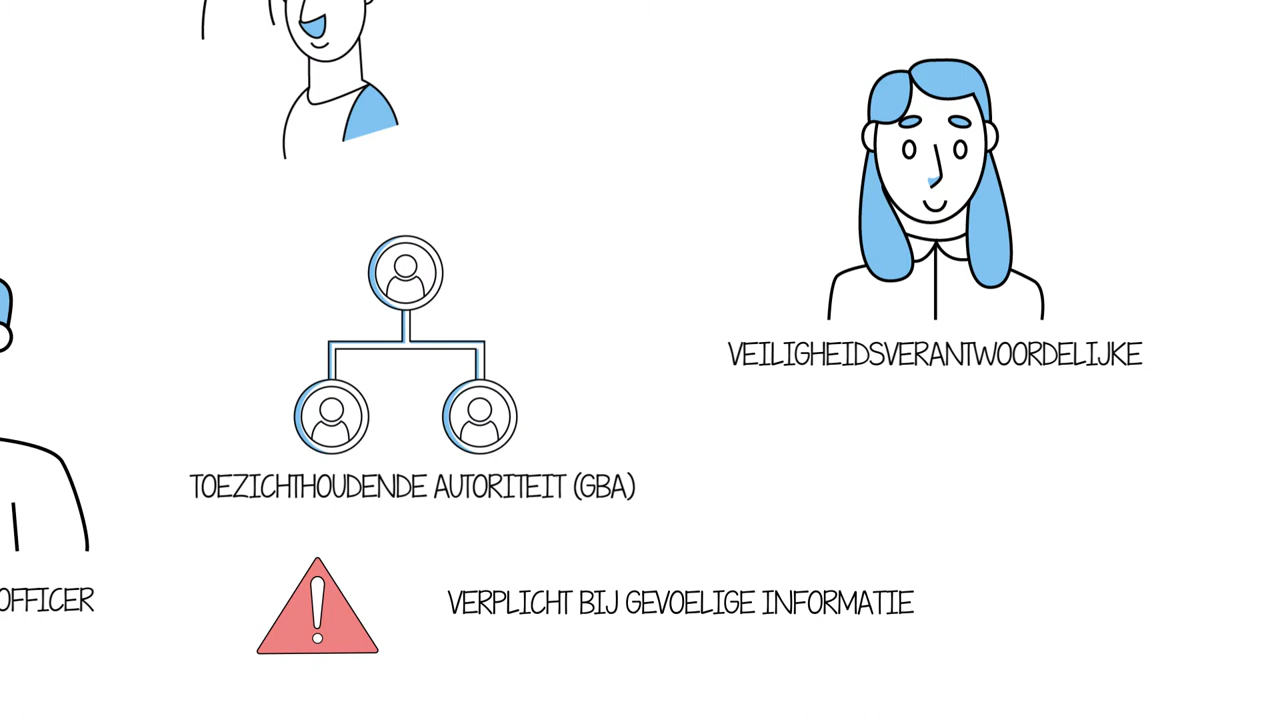 VEILIGHEIDSVERANTWOORDELIJKE
TOEZICHTHOUDENDE AUTORITEIT (GBA)
OFFICER
VERPLICHT BIJ GEVOELIGE INFORMATIE